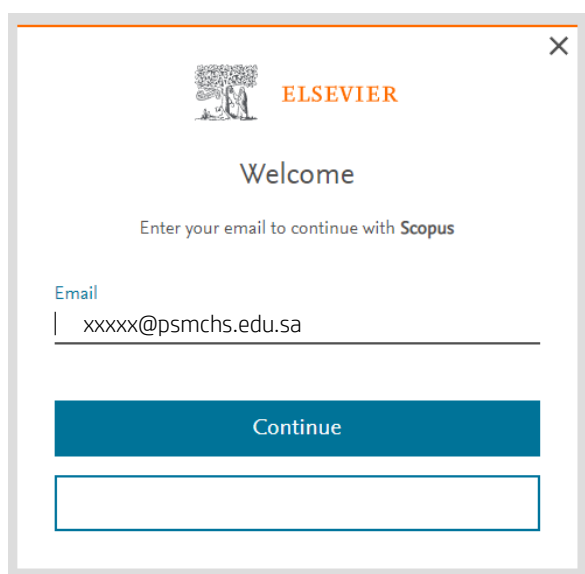 ELSEVIER
Welcome
Enter your email to continue with Scopus
Email
xxxxx@psmchs.edu.sa
Continue